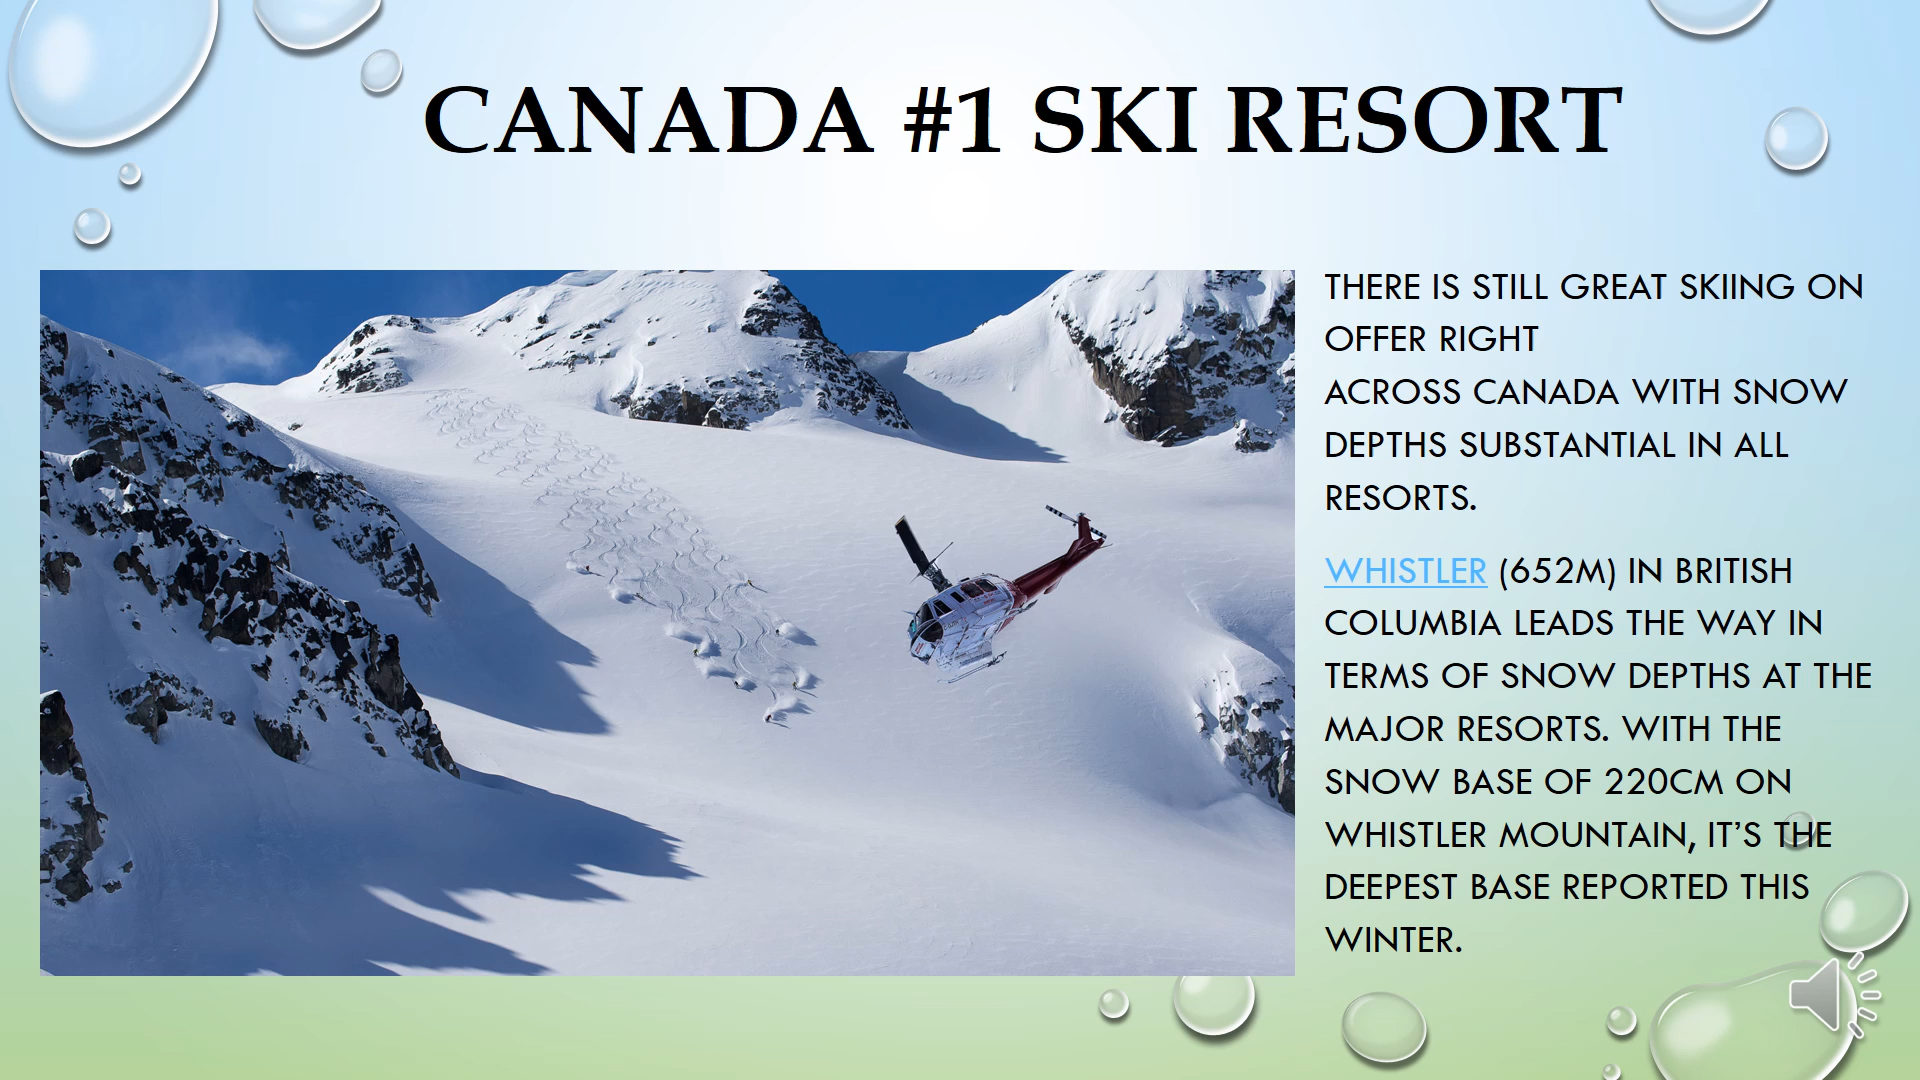 CANADA #1 SKI RESORT
THERE IS STILL GREAT SKIING ON
OFFER RIGHT
ACROSS CANADA WITH SNOW
DEPTHS SUBSTANTIAL IN ALL
RESORTS.
WHISTLER (652M) IN BRITISH
COLUMBIA LEADS THE WAY IN
TERMS OF SNOW DEPTHS AT THE
MAJOR RESORTS. WITH THE
SNOW BASE OF 220CM ON
WHISTLER MOUNTAIN, IT’S THE
DEEPEST BASE REPORTED THIS
WINTER.